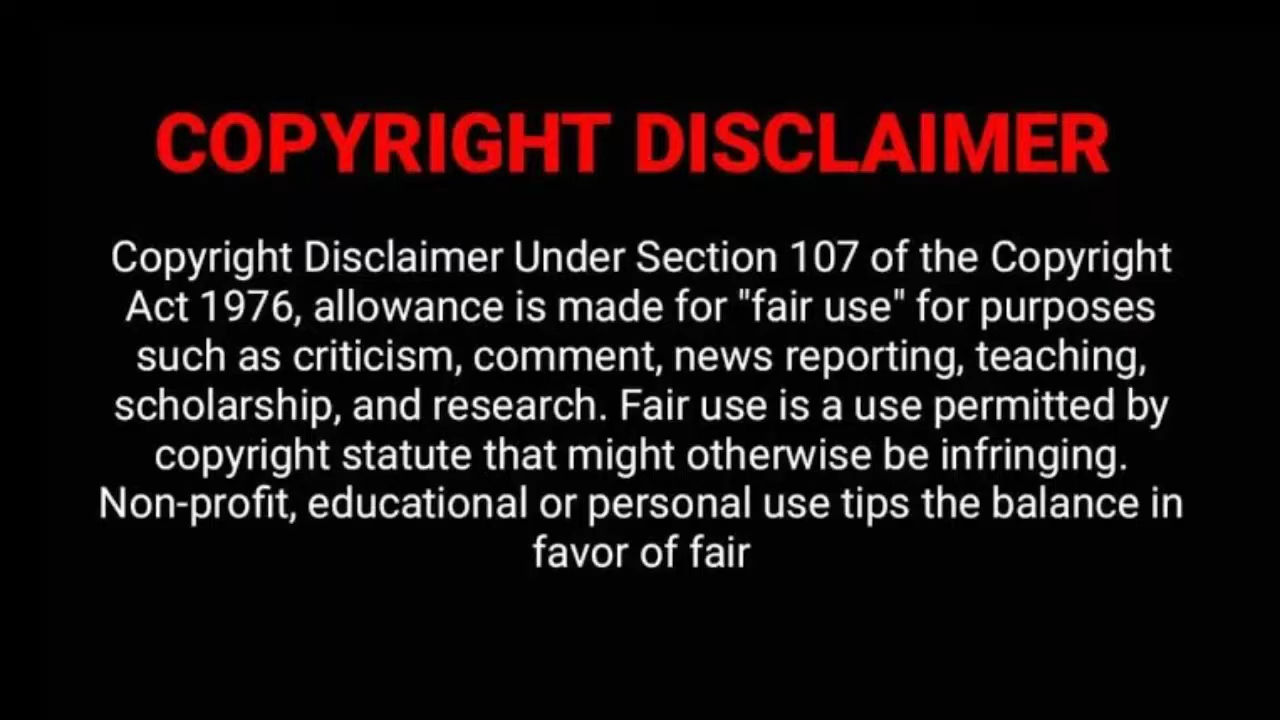 COPYRIGHT DISCLAIMER
Copyright Disclaimer Under Section 107 of the Copyright
Act 1976, allowance is made for "fair use" for purposes
such as criticism, comment, news reporting, teaching,
scholarship, and research. Fair use is a use permitted by
copyright statute that might otherwise be infringing.
Non-profit, educational or personal use tips the balance in
favor of fair